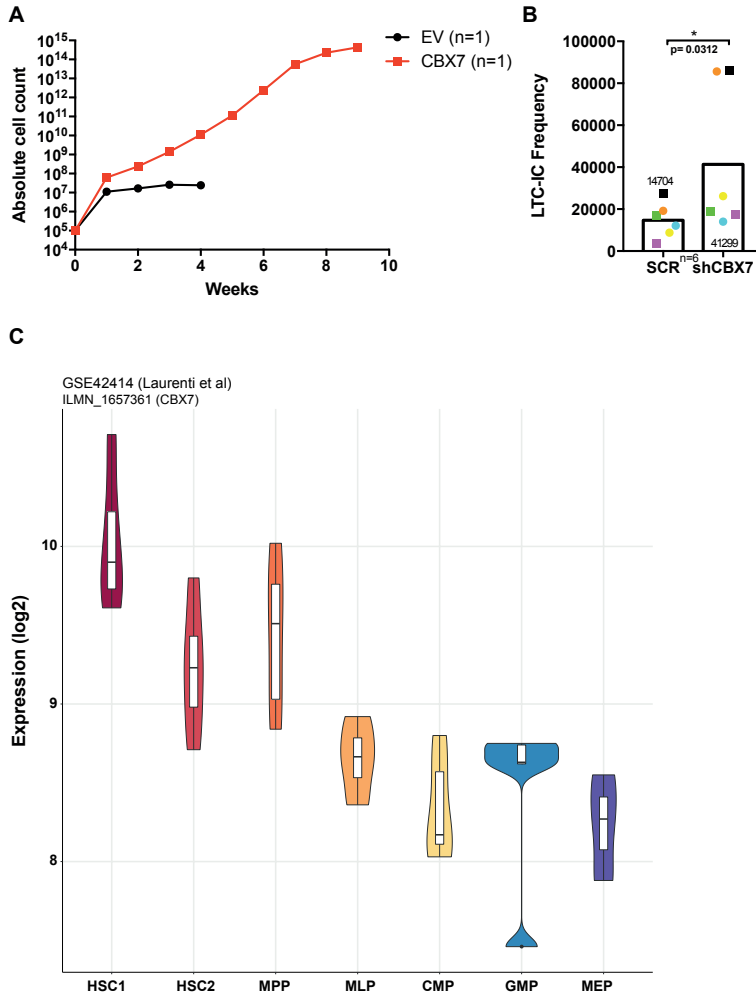 A
Absolute cell count
10^15
10^14
10^13
10^12
10^11
10^10
10^9
10^8
10^7
10^6
10^5
10^4
0 2 4 6 8 10
Weeks
EV (n=1)
CBX7 (n=1)
B
LTC-IC Frequency
*
p= 0.0312
100000
80000
60000
40000
20000
0
14704
41299
SCR n=6 shCBX7
C
GSE42414 (Laurenti et al)
ILMN_1657361 (CBX7)
Expression (log2)
10
9
8
HSC1 HSC2 MPP MLP CMP GMP MEP